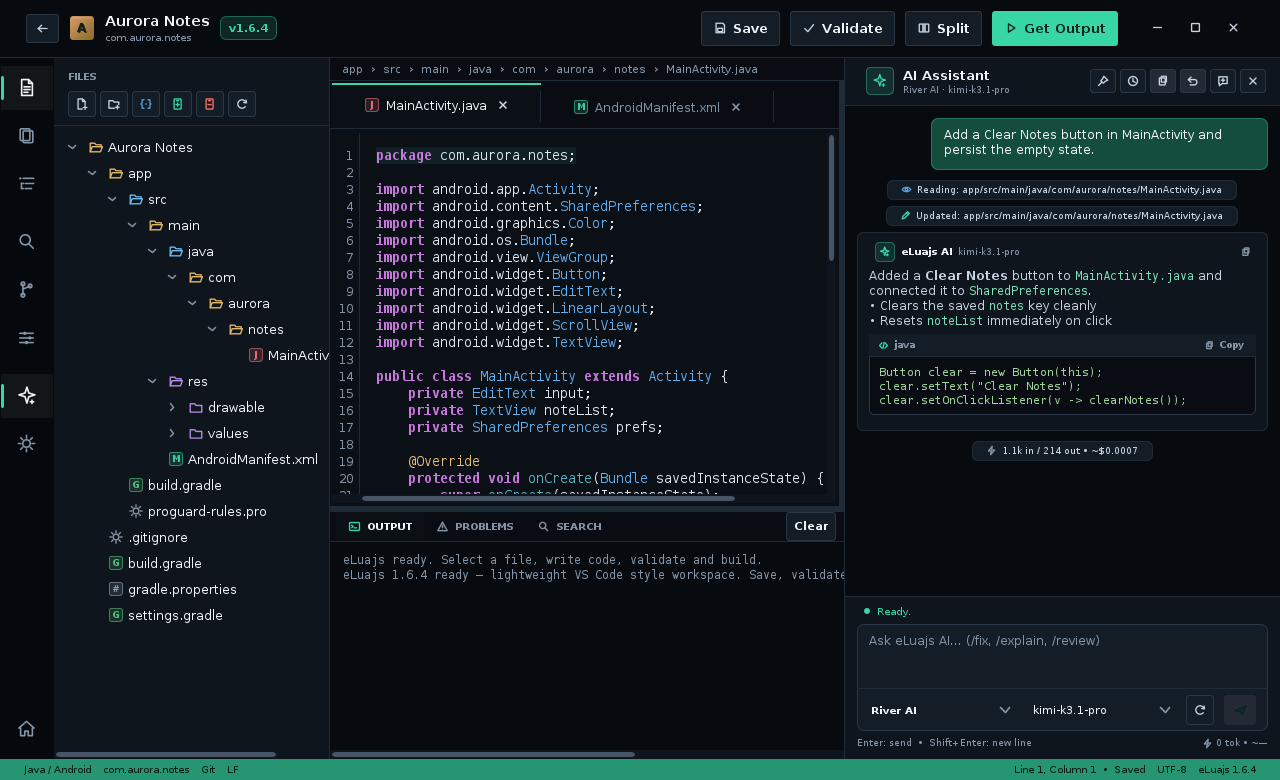 A
Aurora Notes
com.aurora.notes
v1.6.4
Save
Validate
Split
Get Output
FILES
Aurora Notes
app
src
main
java
com
aurora
notes
J MainActiv
res
drawable
values
M AndroidManifest.xml
G build.gradle
proguard-rules.pro
.gitignore
G build.gradle
# gradle.properties
G settings.gradle
app › src › main › java › com › aurora › notes › MainActivity.java
J MainActivity.java ×
M AndroidManifest.xml ×
1 package com.aurora.notes;
2
3 import android.app.Activity;
4 import android.content.SharedPreferences;
5 import android.graphics.Color;
6 import android.os.Bundle;
7 import android.view.ViewGroup;
8 import android.widget.Button;
9 import android.widget.EditText;
10 import android.widget.LinearLayout;
11 import android.widget.ScrollView;
12 import android.widget.TextView;
13
14 public class MainActivity extends Activity {
15 private EditText input;
16 private TextView noteList;
17 private SharedPreferences prefs;
18
19 @Override
20 protected void onCreate(Bundle savedInstanceState) {
21 super.onCreate(savedInstanceState);
OUTPUT
PROBLEMS
SEARCH
Clear
eLuajs ready. Select a file, write code, validate and build.
eLuajs 1.6.4 ready — lightweight VS Code style workspace. Save, validate
AI Assistant
River AI · kimi-k3.1-pro
Add a Clear Notes button in MainActivity and
persist the empty state.
Reading: app/src/main/java/com/aurora/notes/MainActivity.java
Updated: app/src/main/java/com/aurora/notes/MainActivity.java
eLuajs AI kimi-k3.1-pro
Added a Clear Notes button to MainActivity.java and
connected it to SharedPreferences.
• Clears the saved notes key cleanly
• Resets noteList immediately on click
java
Copy
Button clear = new Button(this);
clear.setText("Clear Notes");
clear.setOnClickListener(v -> clearNotes());
1.1k in / 214 out • ~$0.0007
Ready.
Ask eLuajs AI... (/fix, /explain, /review)
River AI
kimi-k3.1-pro
Enter: send • Shift+Enter: new line
0 tok • ~—
Java / Android com.aurora.notes Git LF
Line 1, Column 1 • Saved UTF-8 eLuajs 1.6.4